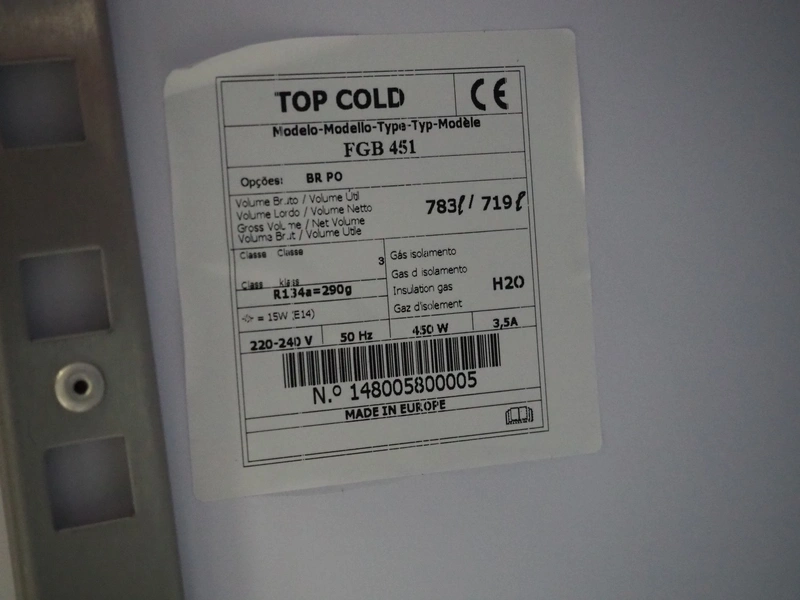 TOP COLD
CE
Modelo-Modello-Type-Typ-Modèle
FGB 451
Opções: BR PO
Volume Bruto / Volume Útil
Volume Lordo / Volume Netto
Gross Volume / Net Volume
Volume Brut / Volume Utile
783ℓ / 719ℓ
Classe Classe
3
Class klass
R134a=290g
= 15W (E14)
Gás isolamento
Gas d isolamento
Insulation gas
Gaz d'isolement
H2O
220-240 V 50 Hz 450 W 3,5A
N.º 148005800005
MADE IN EUROPE